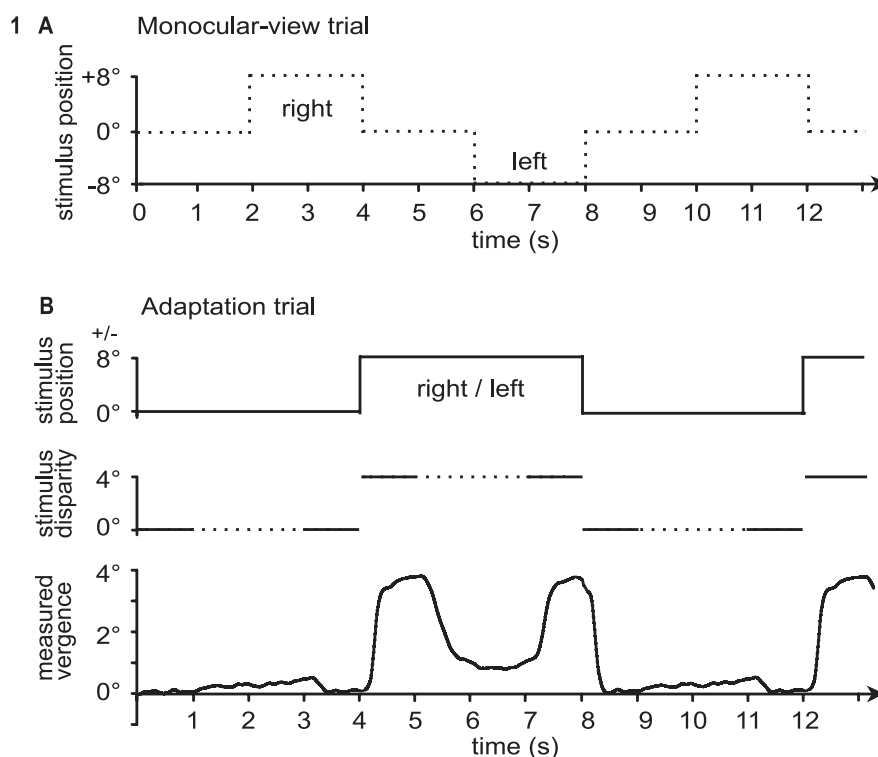 1 A Monocular-view trial
stimulus position
+8°
0°
-8°
right
left
0 1 2 3 4 5 6 7 8 9 10 11 12
time (s)
B Adaptation trial
stimulus position
+/-
8°
0°
right / left
stimulus disparity
4°
0°
measured vergence
4°
2°
0°
1 2 3 4 5 6 7 8 9 10 11 12
time (s)